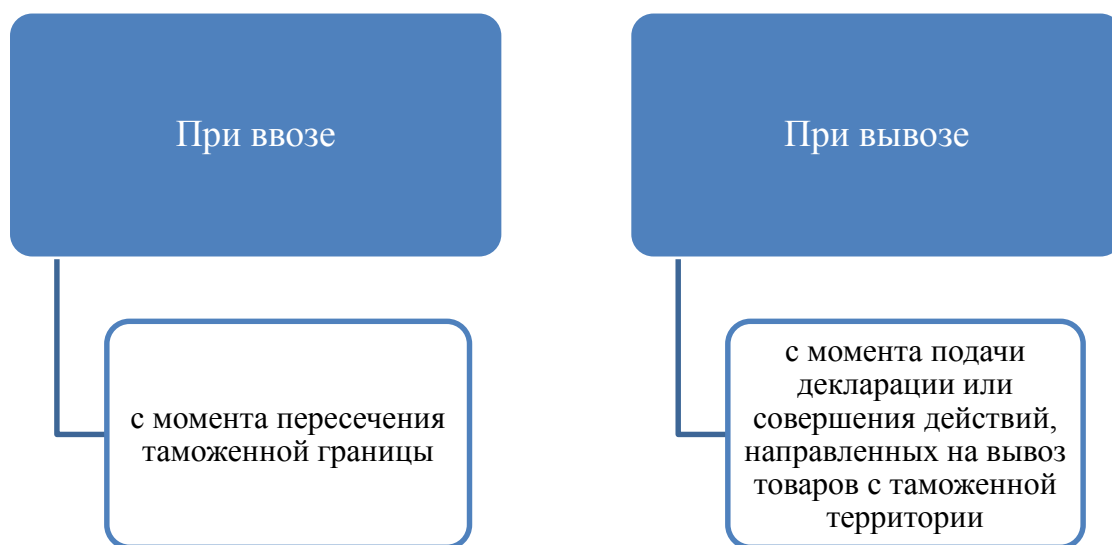 При ввозе
с момента пересечения
таможенной границы
При вывозе
с момента подачи
декларации или
совершения действий,
направленных на вывоз
товаров с таможенной
территории